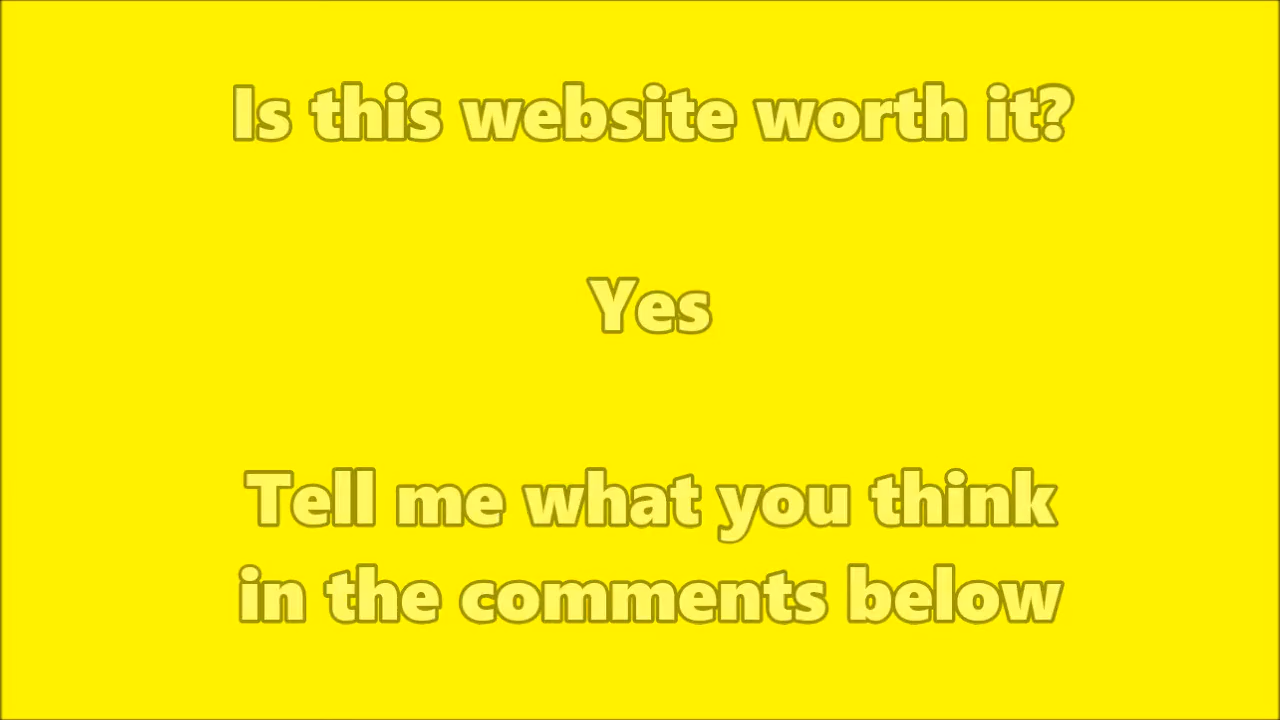 Is this website worth it?
Yes
Tell me what you think
in the comments below